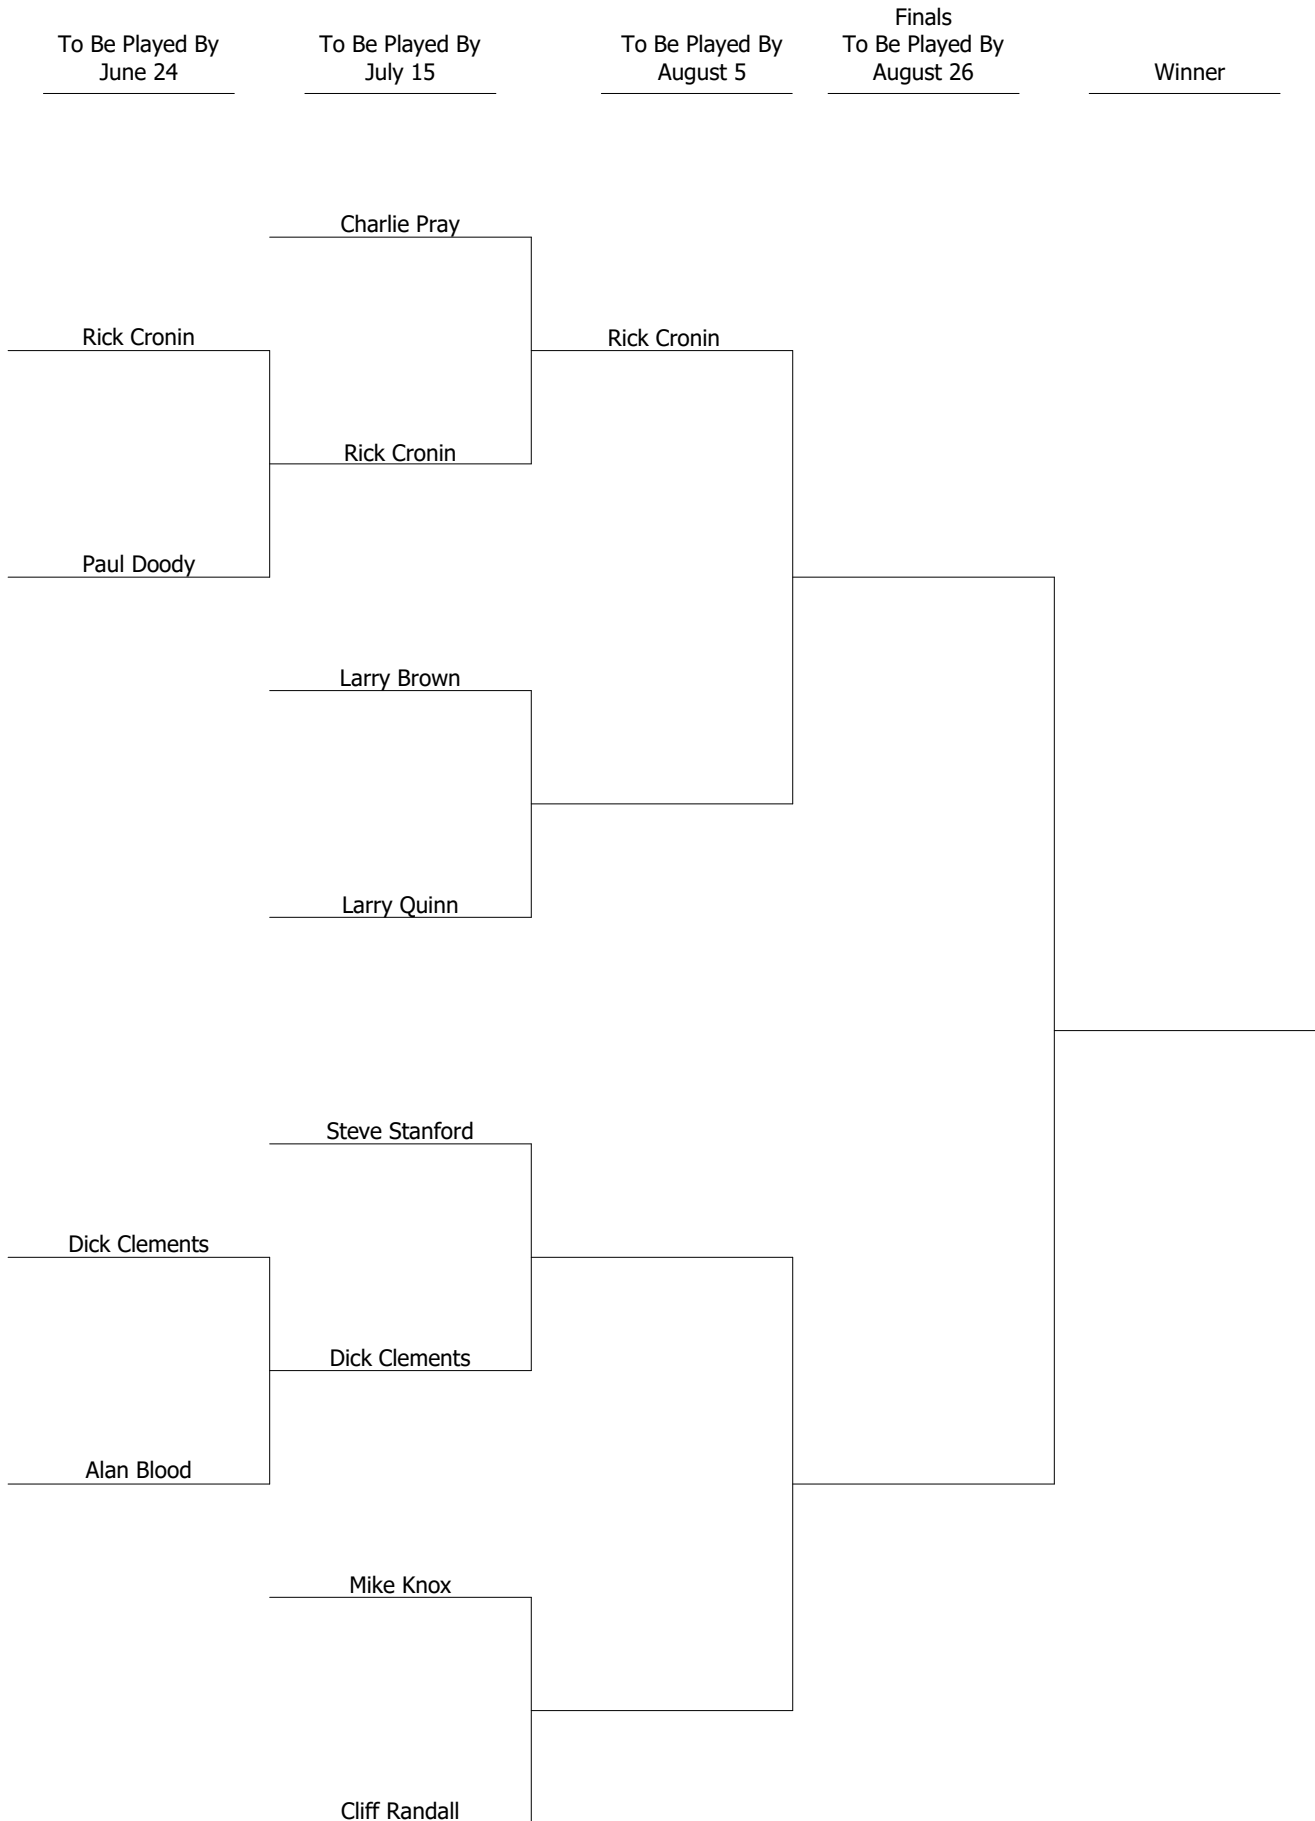 To Be Played By
June 24
To Be Played By
July 15
To Be Played By
August 5
Finals
To Be Played By
August 26
Winner
Charlie Pray
Rick Cronin
Rick Cronin
Rick Cronin
Paul Doody
Larry Brown
Larry Quinn
Steve Stanford
Dick Clements
Dick Clements
Alan Blood
Mike Knox
Cliff Randall